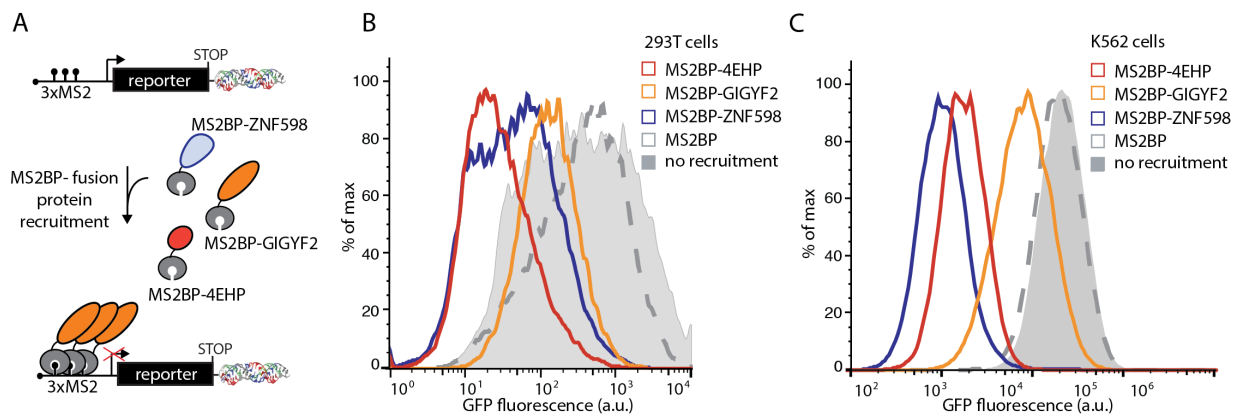 A
STOP
reporter
3xMS2
MS2BP-ZNF598
MS2BP- fusion
protein
recruitment
MS2BP-GIGYF2
MS2BP-4EHP
STOP
reporter
3xMS2
B
293T cells
MS2BP-4EHP
MS2BP-GIGYF2
MS2BP-ZNF598
MS2BP
no recruitment
% of max
100
80
60
40
20
0
10⁰ 10¹ 10² 10³ 10⁴
GFP fluorescence (a.u.)
C
K562 cells
MS2BP-4EHP
MS2BP-GIGYF2
MS2BP-ZNF598
MS2BP
no recruitment
% of max
100
80
60
40
20
0
10² 10³ 10⁴ 10⁵ 10⁶
GFP fluorescence (a.u.)